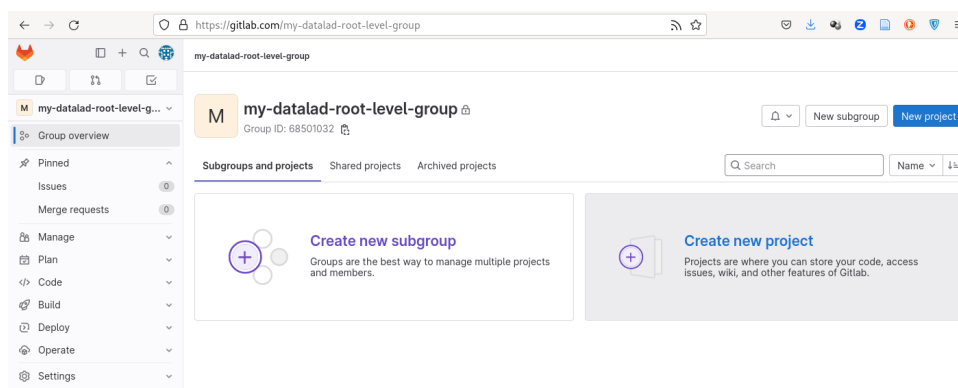 https://gitlab.com/my-datalad-root-level-group
my-datalad-root-level-group
M my-datalad-root-level-g...
Group overview
Pinned
Issues 0
Merge requests 0
Manage
Plan
Code
Build
Deploy
Operate
Settings
M
my-datalad-root-level-group
Group ID: 68501032
New subgroup
New project
Subgroups and projects Shared projects Archived projects
Search
Name
Create new subgroup
Groups are the best way to manage multiple projects
and members.
Create new project
Projects are where you can store your code, access
issues, wiki, and other features of Gitlab.